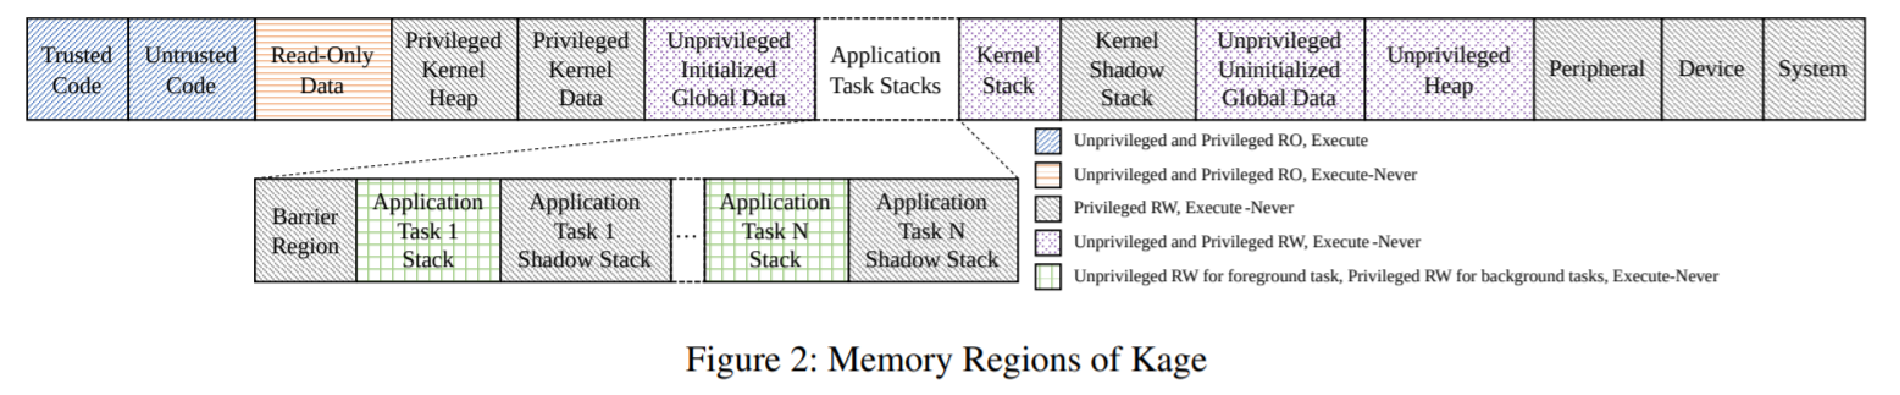 Trusted
Code
Untrusted
Code
Read-Only
Data
Privileged
Kernel
Heap
Privileged
Kernel
Data
Unprivileged
Initialized
Global Data
Application
Task Stacks
Kernel
Stack
Kernel
Shadow
Stack
Unprivileged
Uninitialized
Global Data
Unprivileged
Heap
Peripheral
Device
System
Barrier
Region
Application
Task 1
Stack
Application
Task 1
Shadow Stack
...
Application
Task N
Stack
Application
Task N
Shadow Stack
Unprivileged and Privileged RO, Execute
Unprivileged and Privileged RO, Execute-Never
Privileged RW, Execute -Never
Unprivileged and Privileged RW, Execute -Never
Unprivileged RW for foreground task, Privileged RW for background tasks, Execute-Never
Figure 2: Memory Regions of Kage